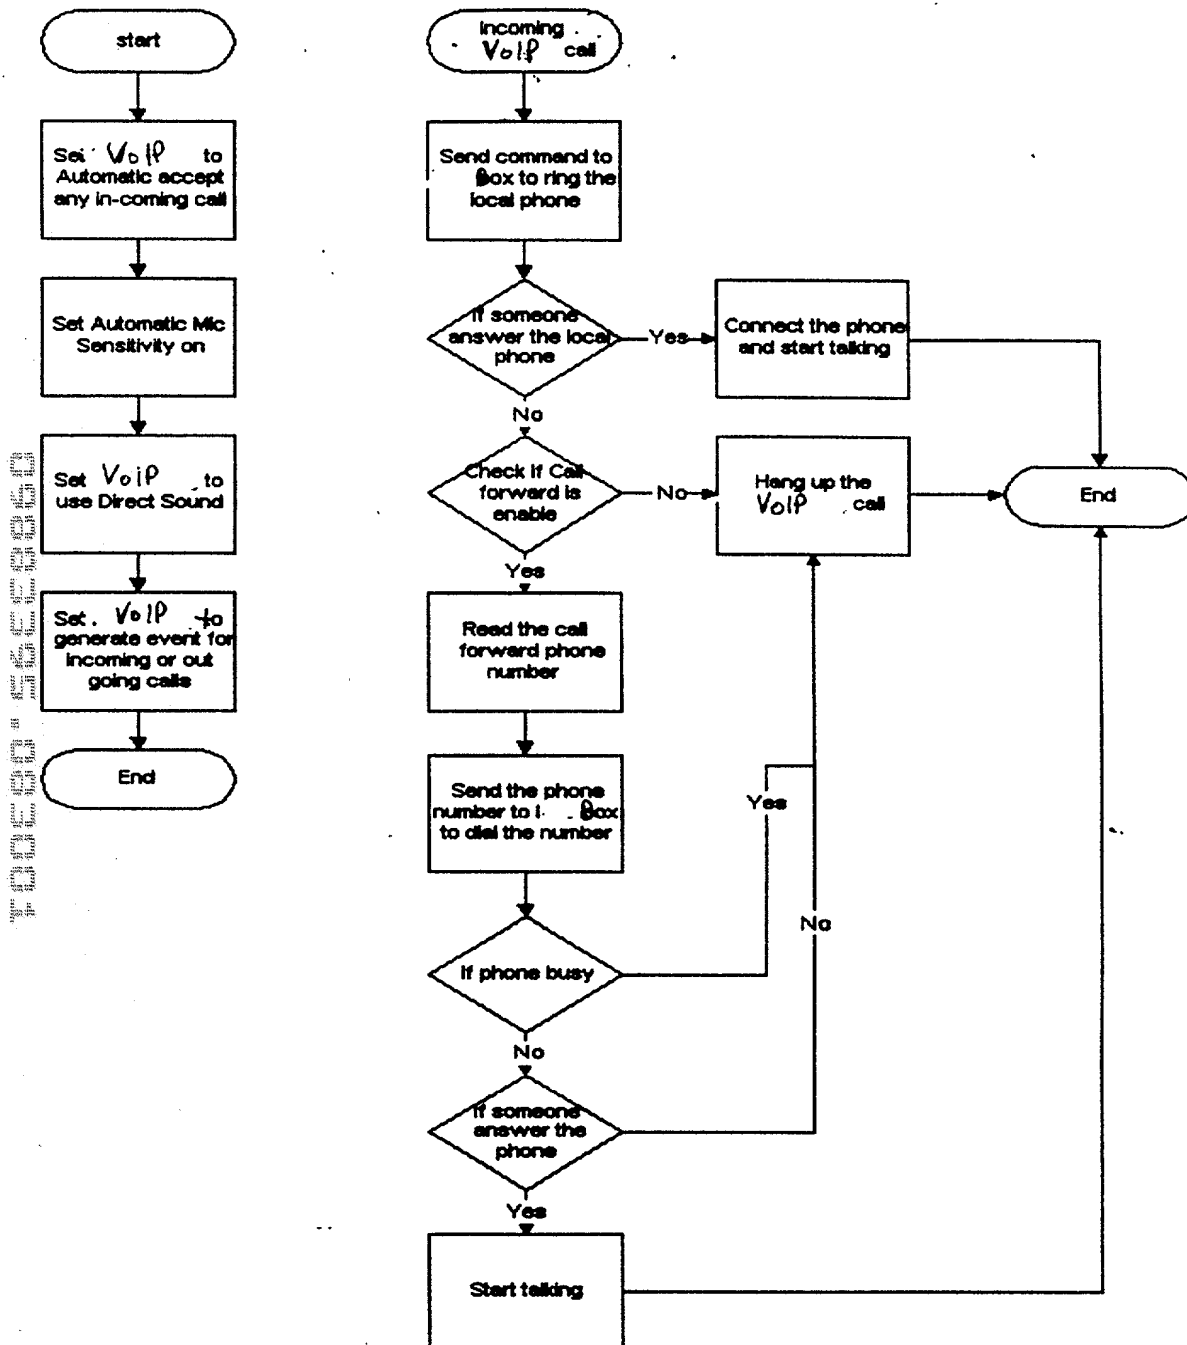 start
Set VoIP to
Automatic accept
any in-coming call
Set Automatic Mic
Sensitivity on
Set VoiP to
use Direct Sound
Set. VoIP to
generate event for
incoming or out
going calls
End
Incoming
VoIP call
Send command to
Box to ring the
local phone
If someone
answer the local
phone
Yes
Connect the phone
and start talking
No
Check if Call
forward is
enable
No
Hang up the
VoIP call
End
Yes
Read the call
forward phone
number
Send the phone
number to Box
to dial the number
Yes
No
If phone busy
No
If someone
answer the
phone
Yes
Start talking